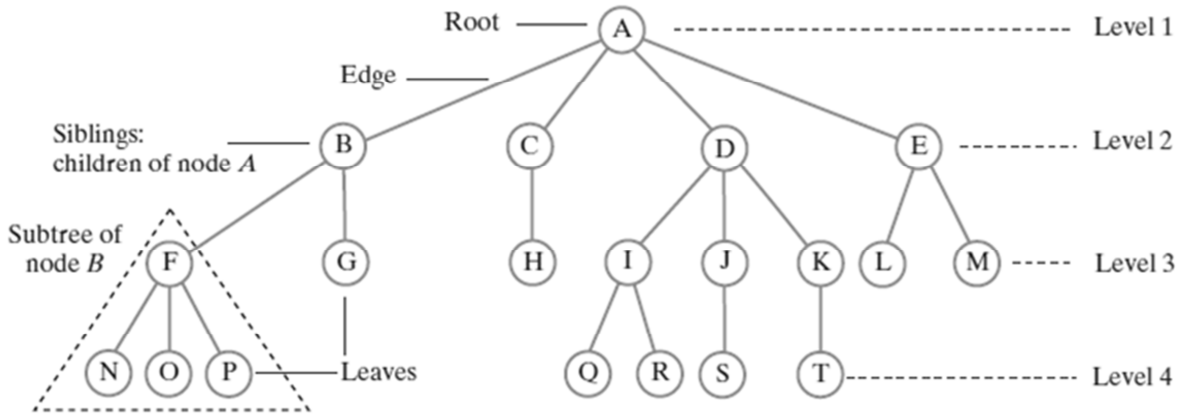 Root A Level 1
Edge
Siblings:
children of node A
B C D E Level 2
Subtree of
node B
F G H I J K L M Level 3
N O P Leaves Q R S T Level 4